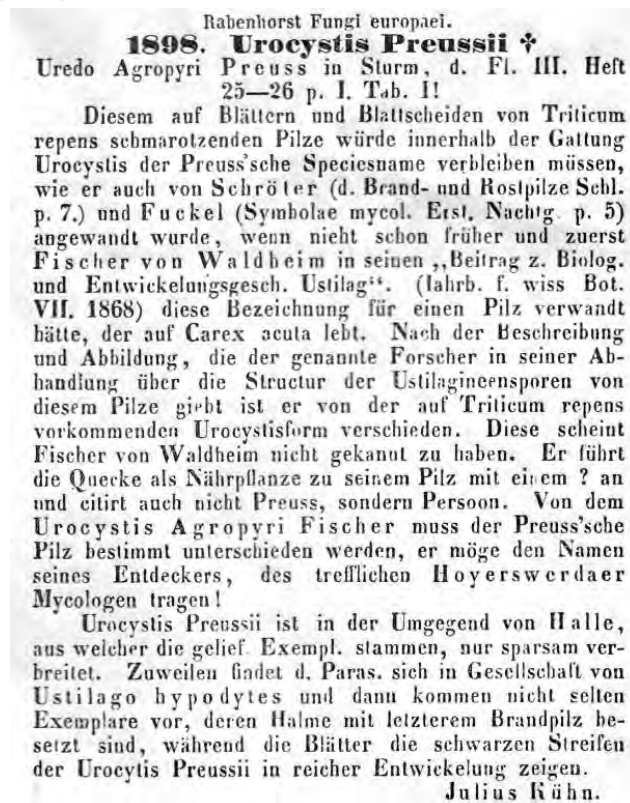 Rabenhorst Fungi europaei.
1898. Urocystis Preussii †
Uredo Agropyri Preuss in Sturm, d. Fl. III. Heft
25—26 p. I. Tab. I!
Diesem auf Blättern und Blattscheiden von Triticum
repens schmarotzenden Pilze würde innerhalb der Gattung
Urocystis der Preuss'sche Speciesname verbleiben müssen,
wie er auch von Schröter (d. Brand- und Rostpilze Schl.
p. 7.) und Fuckel (Symbolae mycol. Erst. Nachtg. p. 5)
angewandt wurde, wenn nicht schon früher und zuerst
Fischer von Waldheim in seinen „Beitrag z. Biolog.
und Entwickelungsgesch. Ustilag“. (Iahrb. f. wiss Bot.
VII. 1868) diese Bezeichnung für einen Pilz verwandt
hätte, der auf Carex acuta lebt. Nach der Beschreibung
und Abbildung, die der genannte Forscher in seiner Ab-
handlung über die Structur der Ustilagineensporen von
diesem Pilze giebt ist er von der auf Triticum repens
vorkommenden Urocystisform verschieden. Diese scheint
Fischer von Waldheim nicht gekannt zu haben. Er führt
die Quecke als Nährpflanze zu seinem Pilz mit einem ? an
und citirt auch nicht Preuss, sondern Persoon. Von dem
Urocystis Agropyri Fischer muss der Preuss'sche
Pilz bestimmt unterschieden werden, er möge den Namen
seines Entdeckers, des trefflichen Hoyerswerdaer
Mycologen tragen!
Urocystis Preussii ist in der Umgegend von Halle,
aus welcher die gelief. Exempl. stammen, nur sparsam ver-
breitet. Zuweilen findet d. Paras. sich in Gesellschaft von
Ustilago hypodytes und dann kommen nicht selten
Exemplare vor, deren Halme mit letzterem Brandpilz be-
setzt sind, während die Blätter die schwarzen Streifen
der Urocytis Preussii in reicher Entwickelung zeigen.
Julius Kühn.